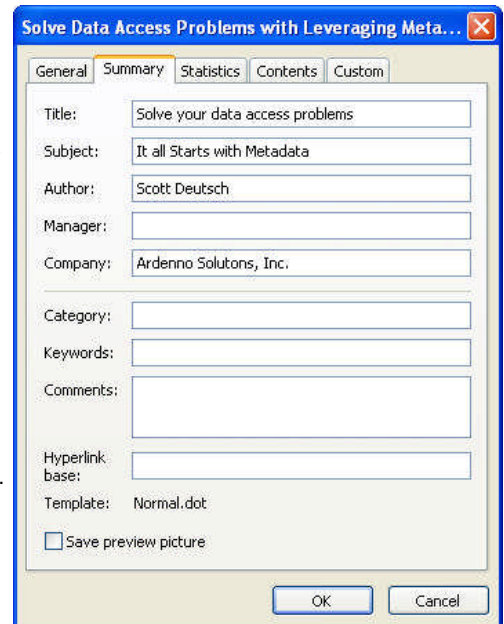 Solve Data Access Problems with Leveraging Meta...
General Summary Statistics Contents Custom
Title: Solve your data access problems
Subject: It all Starts with Metadata
Author: Scott Deutsch
Manager:
Company: Ardenno Solutons, Inc.
Category:
Keywords:
Comments:
Hyperlink
base:
Template: Normal.dot
Save preview picture
OK Cancel